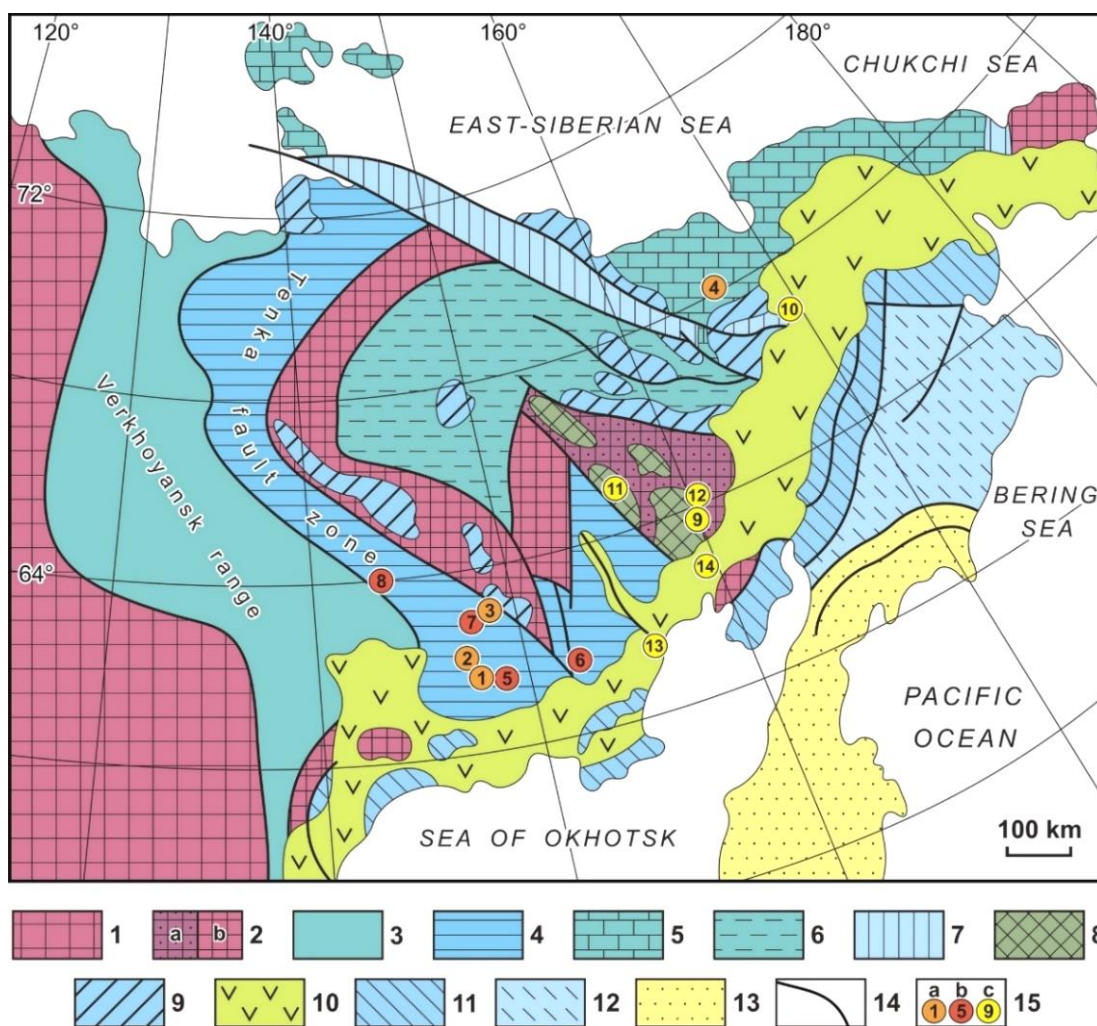 120°
140°
160°
180°
CHUKCHI SEA
EAST-SIBERIAN SEA
72°
4
10
Tenka fault zone
Verkhoyansk range
BERING
SEA
11
12
9
64°
8
14
3
7
2
6
13
1
5
PACIFIC
OCEAN
SEA OF OKHOTSK
100 km
1
a b 2
3
4
5
6
7
8
9
10
11
12
13
14
a b c
1 5 9 15